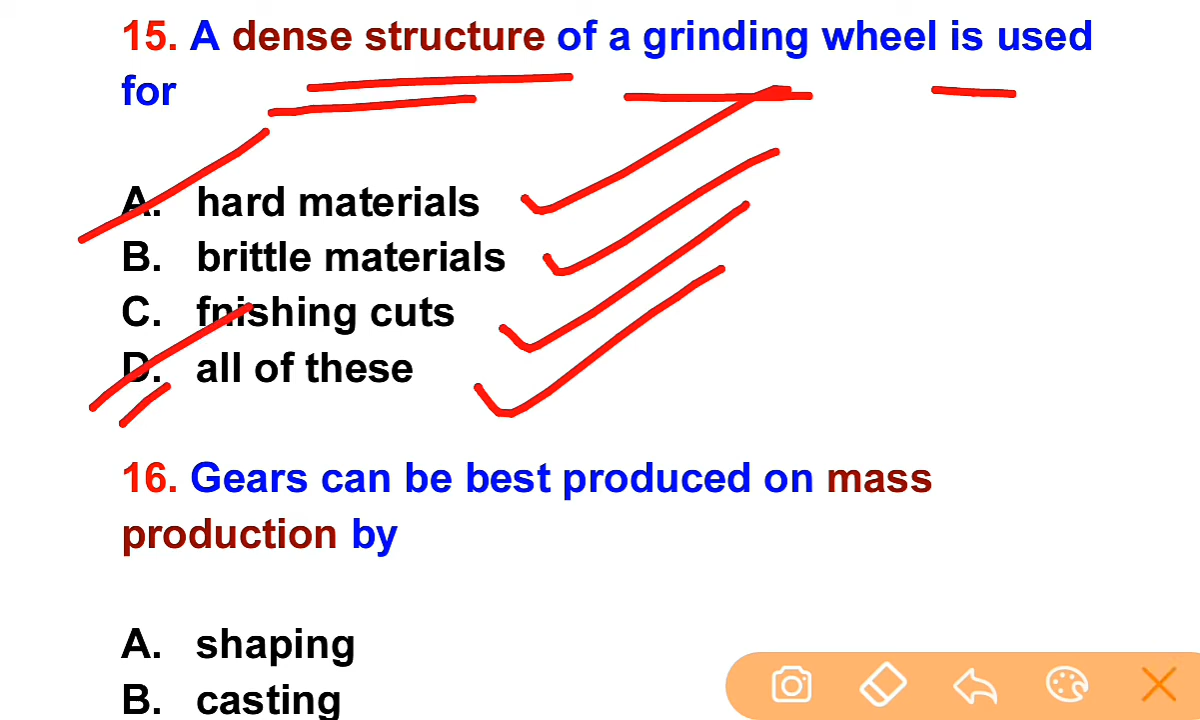 15. A dense structure of a grinding wheel is used
for
A. hard materials
B. brittle materials
C. fnishing cuts
D. all of these
16. Gears can be best produced on mass
production by
A. shaping
B. casting